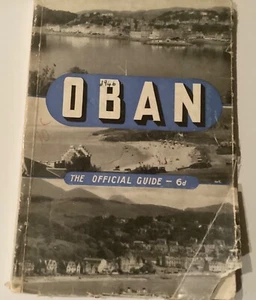 OBAN
THE OFFICIAL GUIDE - 6d